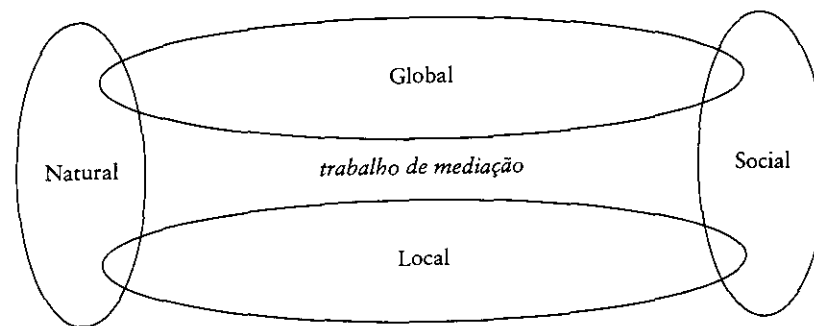 Global
Natural
trabalho de mediação
Social
Local